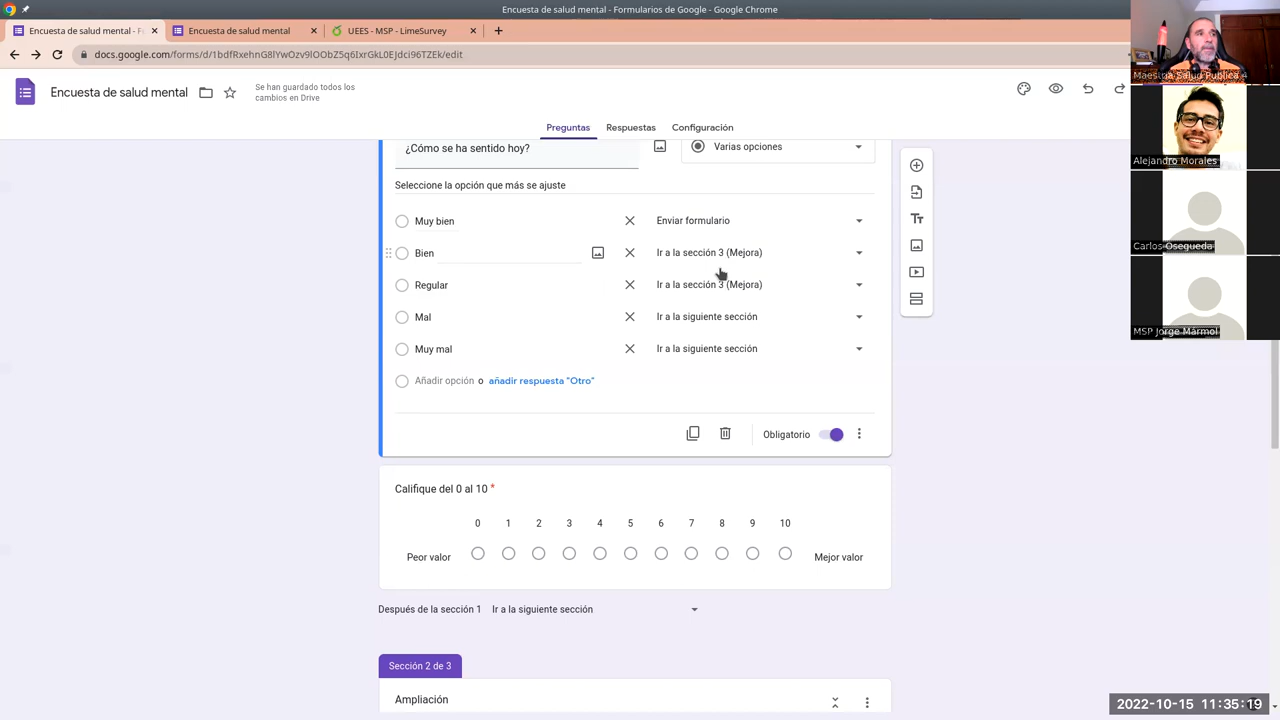 Encuesta de salud mental - Formularios de Google - Google Chrome
Encuesta de salud mental - F
Encuesta de salud mental
UEES - MSP - LimeSurvey
docs.google.com/forms/d/1bdfRxehnG8lYwOzv9lOObZ5q6IxrGkL0EJdci96TZEk/edit
Encuesta de salud mental
Se han guardado todos los
cambios en Drive
Preguntas
Respuestas
Configuración
¿Cómo se ha sentido hoy?
Varias opciones
Seleccione la opción que más se ajuste
Muy bien
Enviar formulario
Bien
Ir a la sección 3 (Mejora)
Regular
Ir a la sección 3 (Mejora)
Mal
Ir a la siguiente sección
Muy mal
Ir a la siguiente sección
Añadir opción o añadir respuesta "Otro"
Obligatorio
Califique del 0 al 10 *
0 1 2 3 4 5 6 7 8 9 10
Peor valor
Mejor valor
Después de la sección 1 Ir a la siguiente sección
Sección 2 de 3
Ampliación
Maestría Salud Publica 4
Alejandro Morales
Carlos Osegueda
MSP Jorge Mármol
2022-10-15 11:35:19